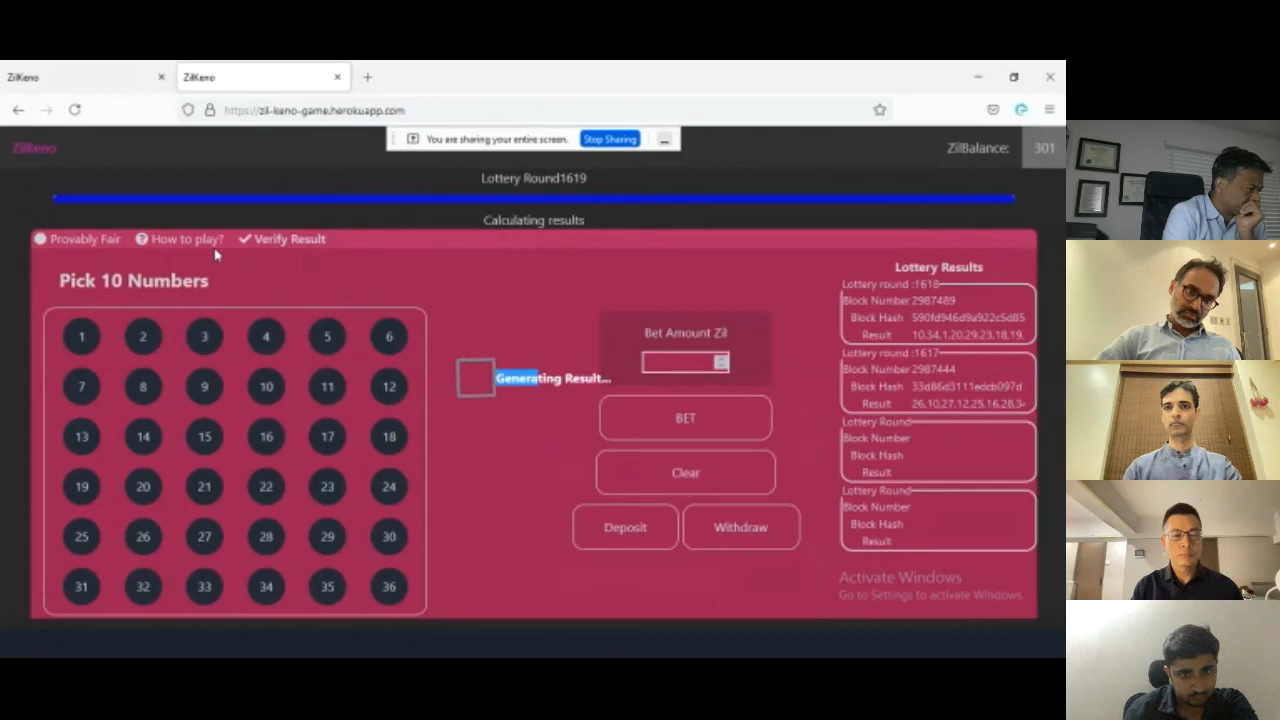 ZilKeno
ZilKeno
https://zil-keno-game.herokuapp.com
You are sharing your entire screen. Stop Sharing
ZilKeno
ZilBalance: 301
Lottery Round1619
Calculating results
Provably Fair How to play? Verify Result
Pick 10 Numbers
1 2 3 4 5 6
7 8 9 10 11 12
13 14 15 16 17 18
19 20 21 22 23 24
25 26 27 28 29 30
31 32 33 34 35 36
Generating Result...
Bet Amount Zil
BET
Clear
Deposit Withdraw
Lottery Results
Lottery round :1618
Block Number 2987489
Block Hash 590fd946d9a922c5d85
Result 10,34,1,20,29,23,18,19,
Lottery round :1617
Block Number 2987444
Block Hash 33d86d3111edcb097d
Result 26,10,27,12,25,16,28,3
Lottery Round
Block Number
Block Hash
Result
Lottery Round
Block Number
Block Hash
Result
Activate Windows
Go to Settings to activate Windows.